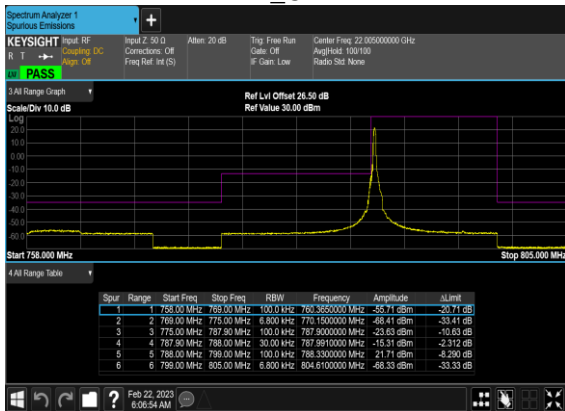 Spectrum Analyzer 1
Spurious Emissions
KEYSIGHT Input: RF Input Z: 50 Ω Atten: 20 dB Trig: Free Run Center Freq: 22.005000000 GHz
R T Coupling: DC Corrections: Off Gate: Off Avg|Hold: 100/100
Align: Off Freq Ref: Int (S) IF Gain: Low Radio Std: None
PASS
3 All Range Graph
Ref Lvl Offset 26.50 dB
Scale/Div 10.0 dB Ref Value 30.00 dBm
Log
20.0
10.0
0.00
-10.0
-20.0
-30.0
-40.0
-50.0
-60.0
Start 758.000 MHz Stop 805.000 MHz
4 All Range Table
Spur Range Start Freq Stop Freq RBW Frequency Amplitude ΔLimit
1 1 758.00 MHz 769.00 MHz 100.0 kHz 760.3650000 MHz -55.71 dBm -20.71 dB
2 2 769.00 MHz 775.00 MHz 6.800 kHz 770.1500000 MHz -68.41 dBm -33.41 dB
3 3 775.00 MHz 787.90 MHz 100.0 kHz 787.9000000 MHz -23.63 dBm -10.63 dB
4 4 787.90 MHz 788.00 MHz 30.00 kHz 787.9910000 MHz -15.31 dBm -2.312 dB
5 5 788.00 MHz 799.00 MHz 100.0 kHz 788.3300000 MHz 21.71 dBm -8.290 dB
6 6 799.00 MHz 805.00 MHz 6.800 kHz 804.6100000 MHz -68.33 dBm -33.33 dB
Feb 22, 2023
6:06:54 AM